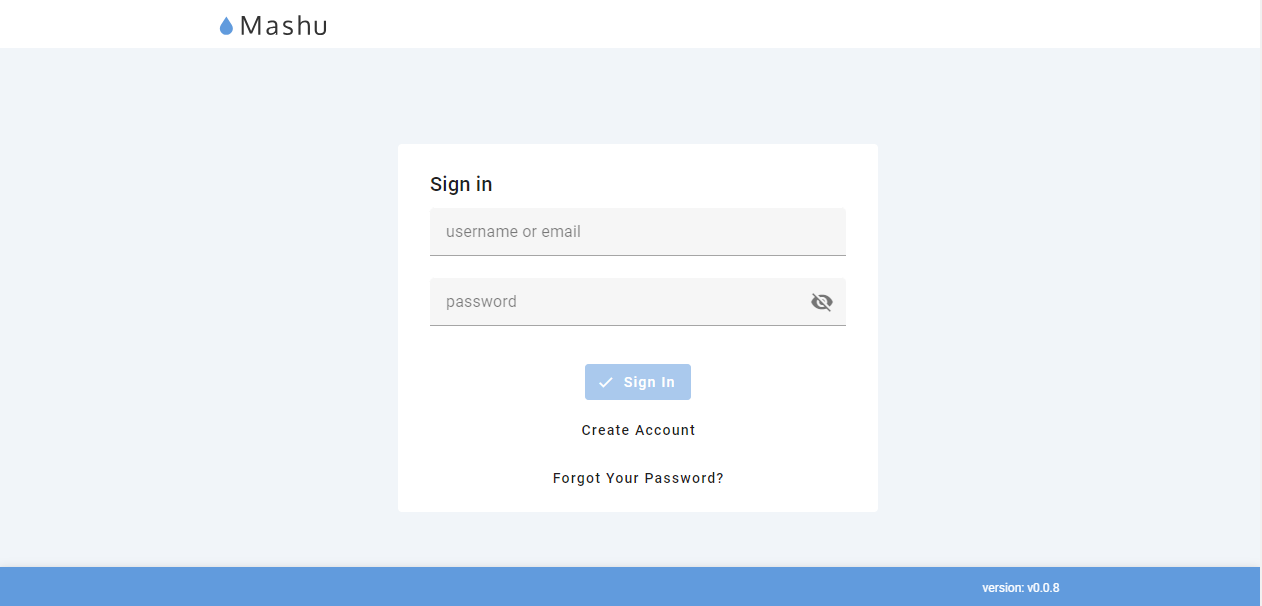 Mashu
Sign in
username or email
password
Sign In
Create Account
Forgot Your Password?
version: v0.0.8